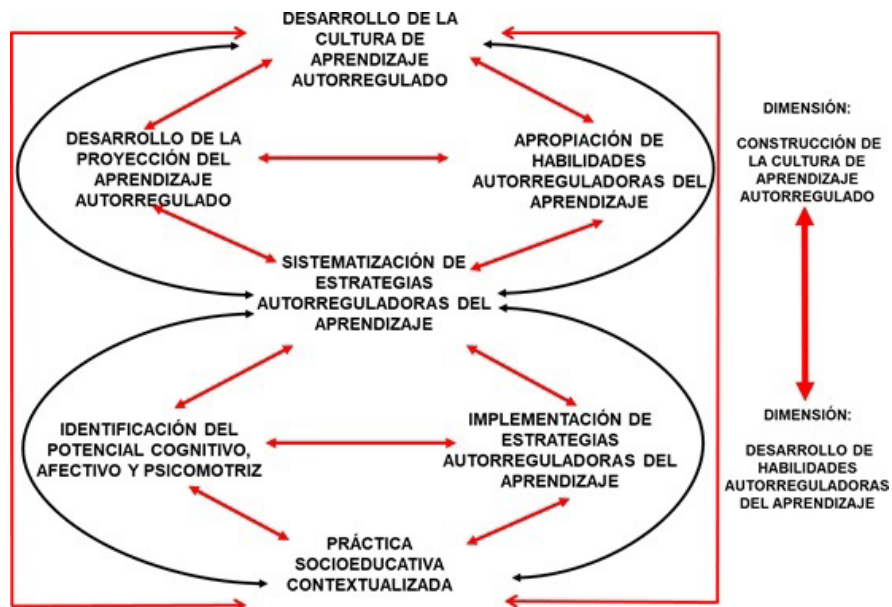 DESARROLLO DE LA
CULTURA DE
APRENDIZAJE
AUTORREGULADO
DESARROLLO DE LA
PROYECCIÓN DEL
APRENDIZAJE
AUTORREGULADO
APROPIACIÓN DE
HABILIDADES
AUTORREGULADORAS DEL
APRENDIZAJE
SISTEMATIZACIÓN DE
ESTRATEGIAS
AUTORREGULADORAS DEL
APRENDIZAJE
IDENTIFICACIÓN DEL
POTENCIAL COGNITIVO,
AFECTIVO Y PSICOMOTRIZ
IMPLEMENTACIÓN DE
ESTRATEGIAS
AUTORREGULADORAS DEL
APRENDIZAJE
PRÁCTICA
SOCIOEDUCATIVA
CONTEXTUALIZADA
DIMENSIÓN:
CONSTRUCCIÓN DE
LA CULTURA DE
APRENDIZAJE
AUTORREGULADO
DIMENSIÓN:
DESARROLLO DE
HABILIDADES
AUTORREGULADORAS
DEL APRENDIZAJE